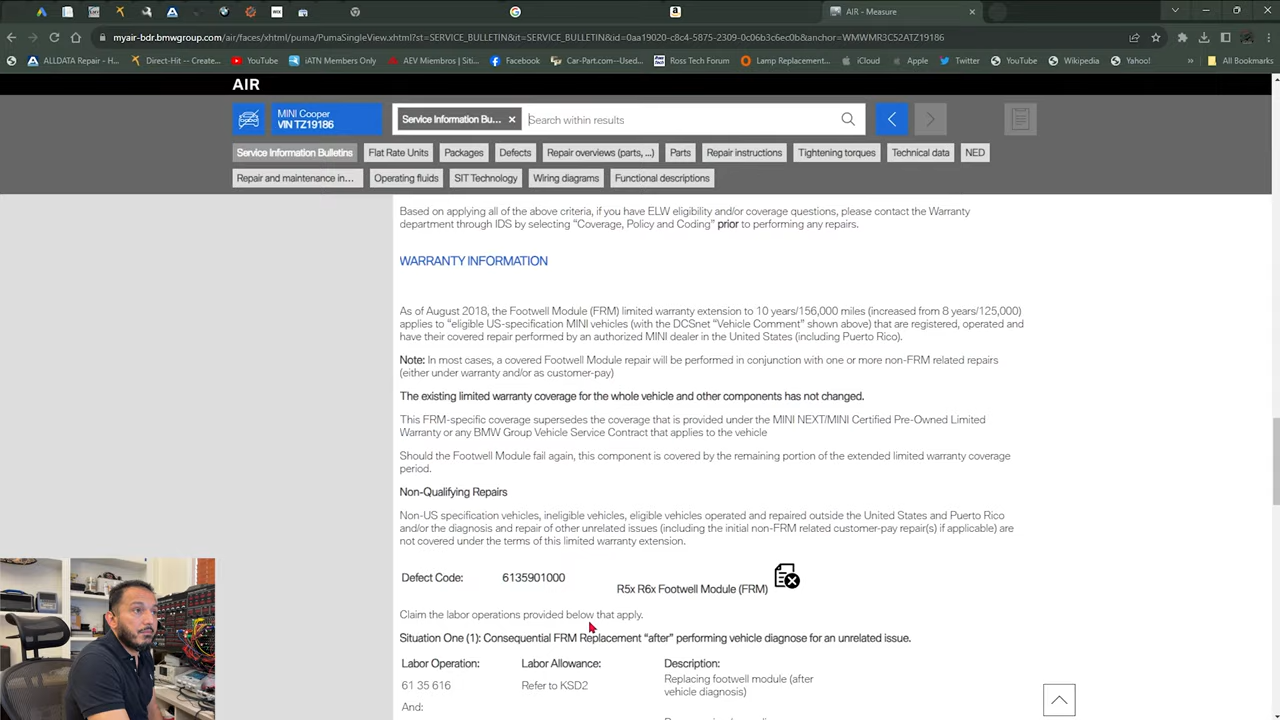 AIR - Measure
myair-bdr.bmwgroup.com/air/faces/xhtml/puma/PumaSingleView.xhtml?st=SERVICE_BULLETIN&it=SERVICE_BULLETIN&id=0aa19020-c8c4-5875-2309-0c06b3c6ec0b&anchor=WMWMR3C52ATZ19186
ALLDATA Repair - H... Direct-Hit -- Create... YouTube iATN Members Only AEV Miembros | Siti... Facebook Car-Part.com--Used... Ross Tech Forum Lamp Replacement... iCloud Apple Twitter YouTube Wikipedia Yahoo! All Bookmarks
AIR
MINI Cooper
VIN TZ19186
Service Information Bu... Search within results
Service Information Bulletins Flat Rate Units Packages Defects Repair overviews (parts, ...) Parts Repair instructions Tightening torques Technical data NED
Repair and maintenance in... Operating fluids SIT Technology Wiring diagrams Functional descriptions
Based on applying all of the above criteria, if you have ELW eligibility and/or coverage questions, please contact the Warranty
department through IDS by selecting “Coverage, Policy and Coding” prior to performing any repairs.
WARRANTY INFORMATION
As of August 2018, the Footwell Module (FRM) limited warranty extension to 10 years/156,000 miles (increased from 8 years/125,000)
applies to “eligible US-specification MINI vehicles (with the DCSnet “Vehicle Comment” shown above) that are registered, operated and
have their covered repair performed by an authorized MINI dealer in the United States (including Puerto Rico).
Note: In most cases, a covered Footwell Module repair will be performed in conjunction with one or more non-FRM related repairs
(either under warranty and/or as customer-pay)
The existing limited warranty coverage for the whole vehicle and other components has not changed.
This FRM-specific coverage supersedes the coverage that is provided under the MINI NEXT/MINI Certified Pre-Owned Limited
Warranty or any BMW Group Vehicle Service Contract that applies to the vehicle
Should the Footwell Module fail again, this component is covered by the remaining portion of the extended limited warranty coverage
period.
Non-Qualifying Repairs
Non-US specification vehicles, ineligible vehicles, eligible vehicles operated and repaired outside the United States and Puerto Rico
and/or the diagnosis and repair of other unrelated issues (including the initial non-FRM related customer-pay repair(s) if applicable) are
not covered under the terms of this limited warranty extension.
Defect Code: 6135901000
R5x R6x Footwell Module (FRM)
Claim the labor operations provided below that apply.
Situation One (1): Consequential FRM Replacement “after” performing vehicle diagnose for an unrelated issue.
Labor Operation: Labor Allowance: Description:
61 35 616 Refer to KSD2 Replacing footwell module (after
vehicle diagnosis)
And: